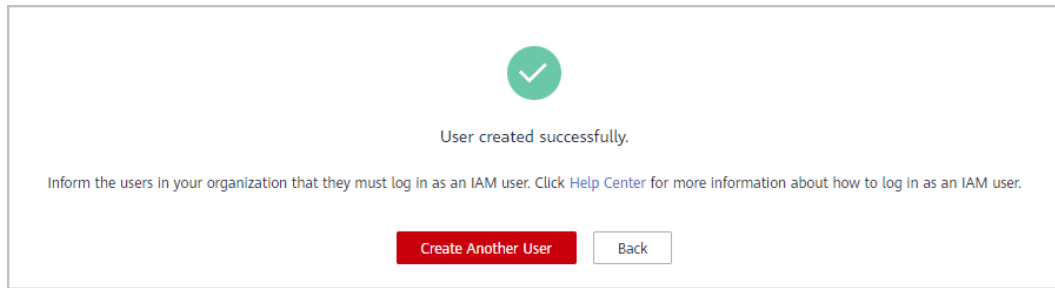 User created successfully.
Inform the users in your organization that they must log in as an IAM user. Click Help Center for more information about how to log in as an IAM user.
Create Another User
Back